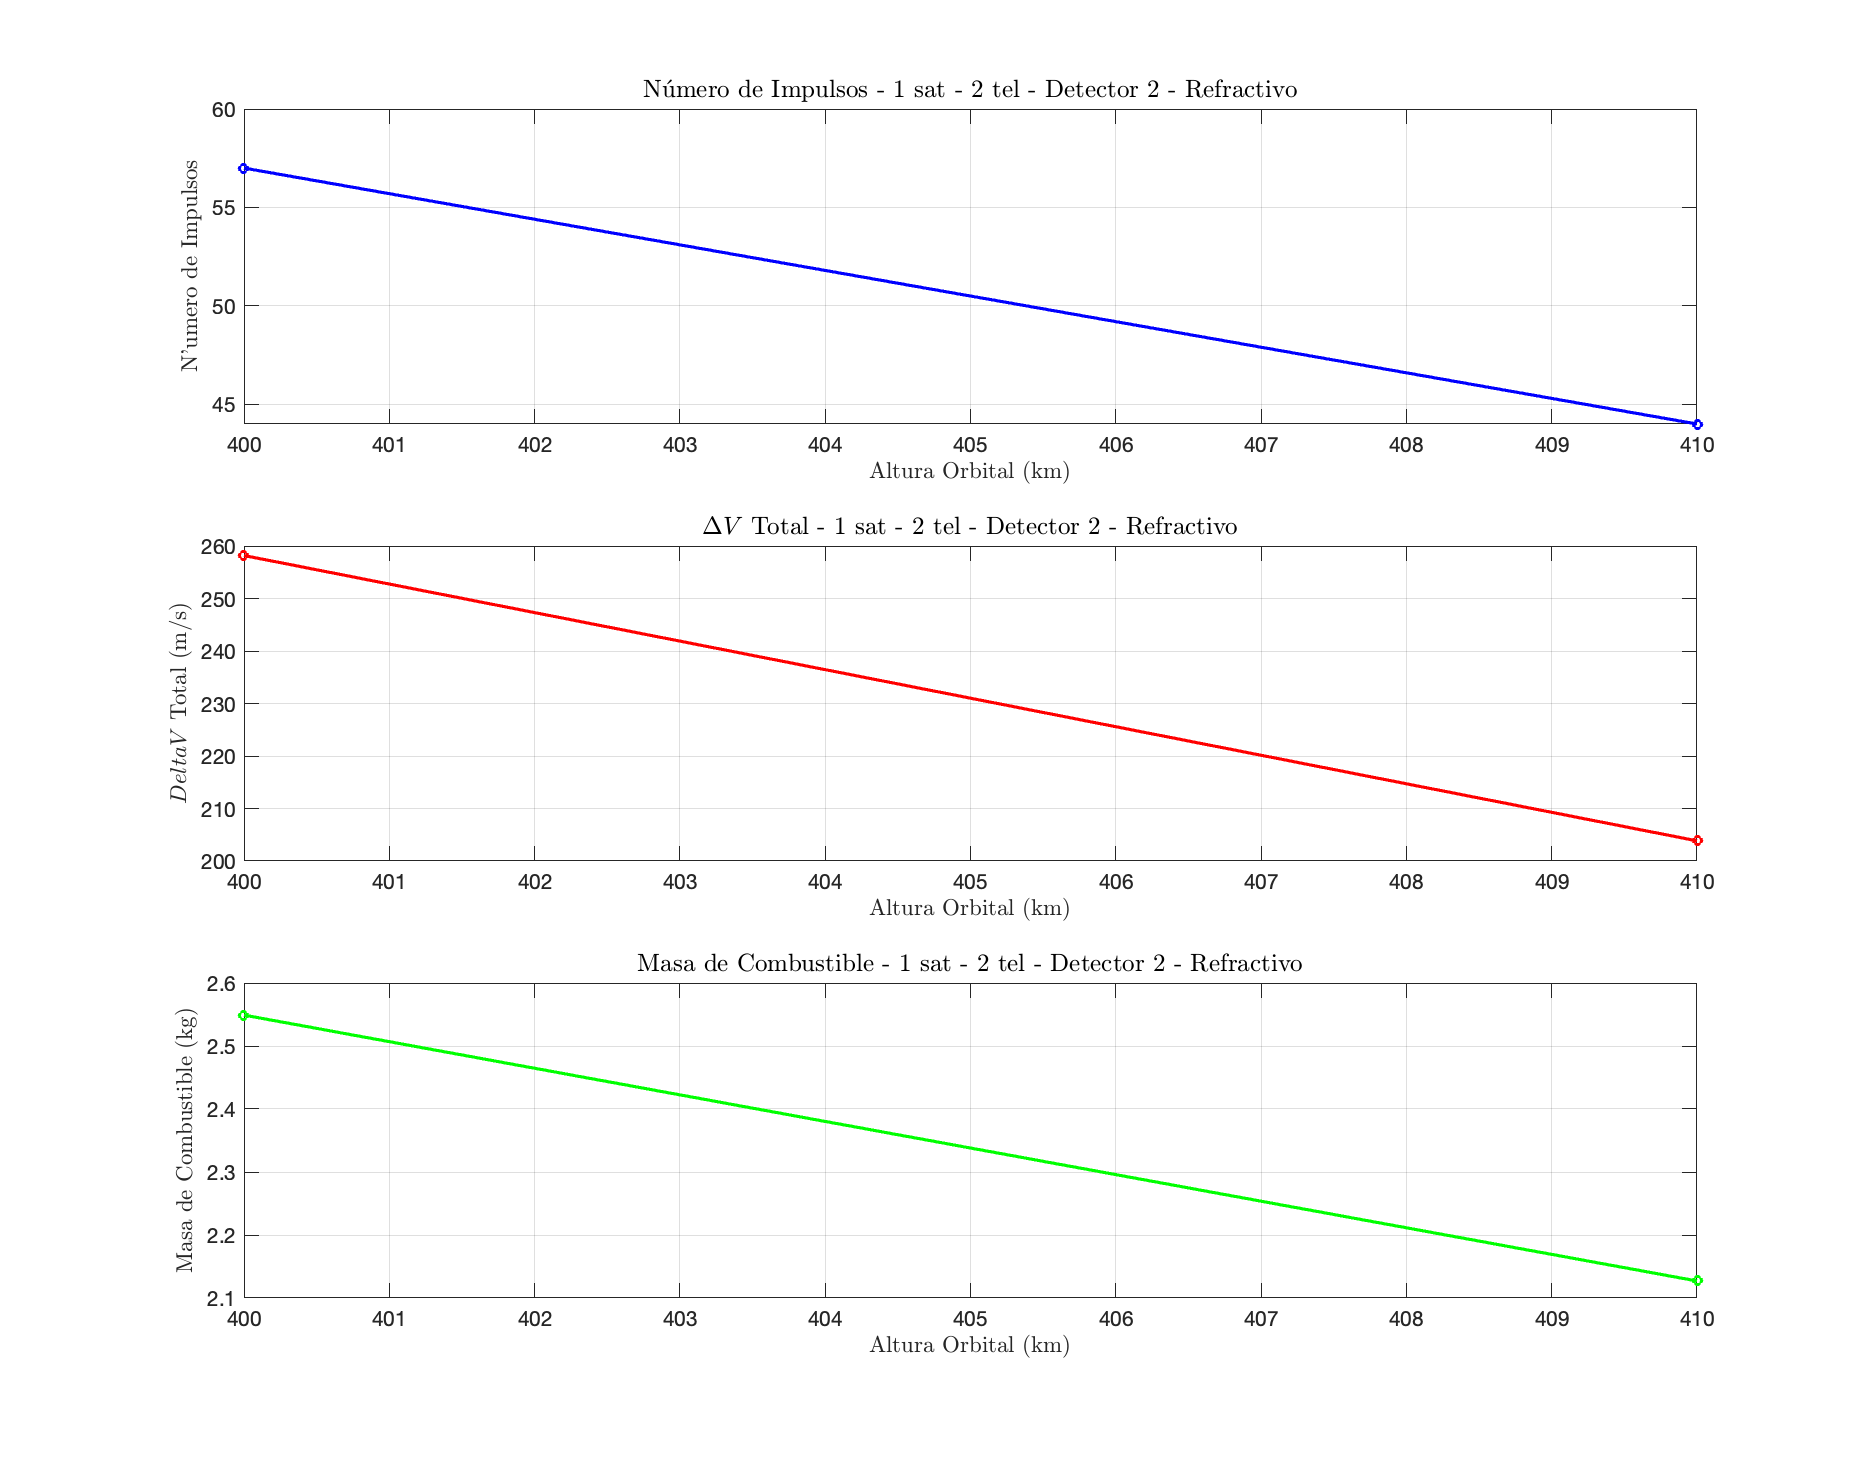 Número de Impulsos - 1 sat - 2 tel - Detector 2 - Refractivo
N'umero de Impulsos
60
55
50
45
400 401 402 403 404 405 406 407 408 409 410
Altura Orbital (km)
ΔV Total - 1 sat - 2 tel - Detector 2 - Refractivo
DeltaV Total (m/s)
260
250
240
230
220
210
200
400 401 402 403 404 405 406 407 408 409 410
Altura Orbital (km)
Masa de Combustible - 1 sat - 2 tel - Detector 2 - Refractivo
Masa de Combustible (kg)
2.6
2.5
2.4
2.3
2.2
2.1
400 401 402 403 404 405 406 407 408 409 410
Altura Orbital (km)